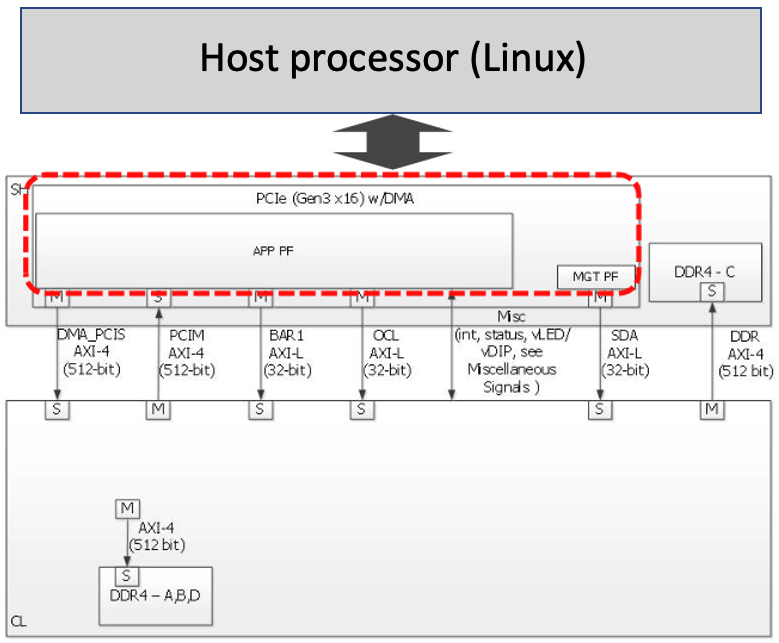 Host processor (Linux)
SH
PCIe (Gen3 x16) w/DMA
APP PF
MGT PF
DDR4 - C
S
M
S
M
M
M
Misc
DMA_PCIS
AXI-4
(512-bit)
PCIM
AXI-4
(512-bit)
BAR1
AXI-L
(32-bit)
OCL
AXI-L
(32-bit)
(int, status, vLED/
vDIP, see
Miscellaneous
Signals )
SDA
AXI-L
(32-bit)
DDR
AXI-4
(512 bit)
S
M
S
S
S
M
M
AXI-4
(512 bit)
S
DDR4 – A,B,D
CL